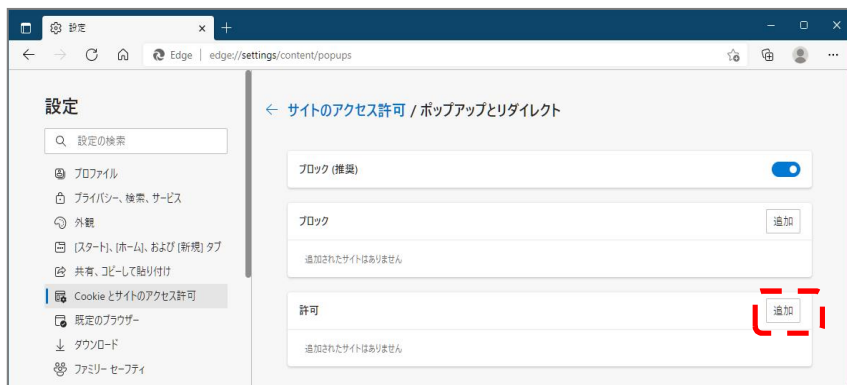 設定
Edge | edge://settings/content/popups
設定
設定の検索
プロファイル
プライバシー、検索、サービス
外観
[スタート]、[ホーム]、および [新規] タブ
共有、コピーして貼り付け
Cookie とサイトのアクセス許可
既定のブラウザー
ダウンロード
ファミリー セーフティ
サイトのアクセス許可 / ポップアップとリダイレクト
ブロック (推奨)
ブロック 追加
追加されたサイトはありません
許可 追加
追加されたサイトはありません